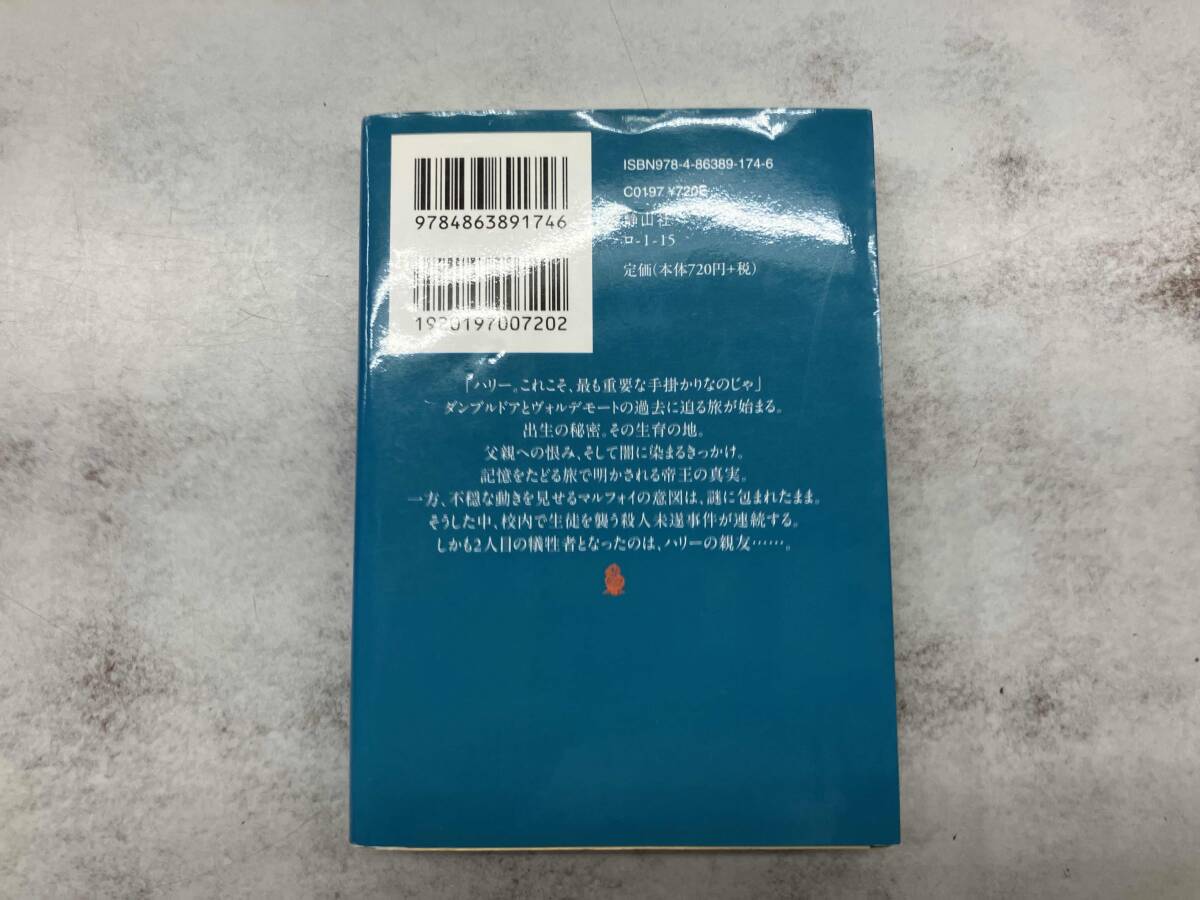 9784863891746
1920197007202
ISBN978-4-86389-174-6
C0197 ¥720E
静山社
ロ-1-15
定価(本体720円+税)
「ハリー。これこそ、最も重要な手掛かりなのじゃ」
ダンブルドアとヴォルデモートの過去に迫る旅が始まる。
出生の秘密。その生育の地。
父親への恨み、そして闇に染まるきっかけ。
記憶をたどる旅で明かされる帝王の真実。
一方、不穏な動きを見せるマルフォイの意図は、謎に包まれたまま。
そうした中、校内で生徒を襲う殺人未遂事件が連続する。
しかも2人目の犠牲者となったのは、ハリーの親友……。